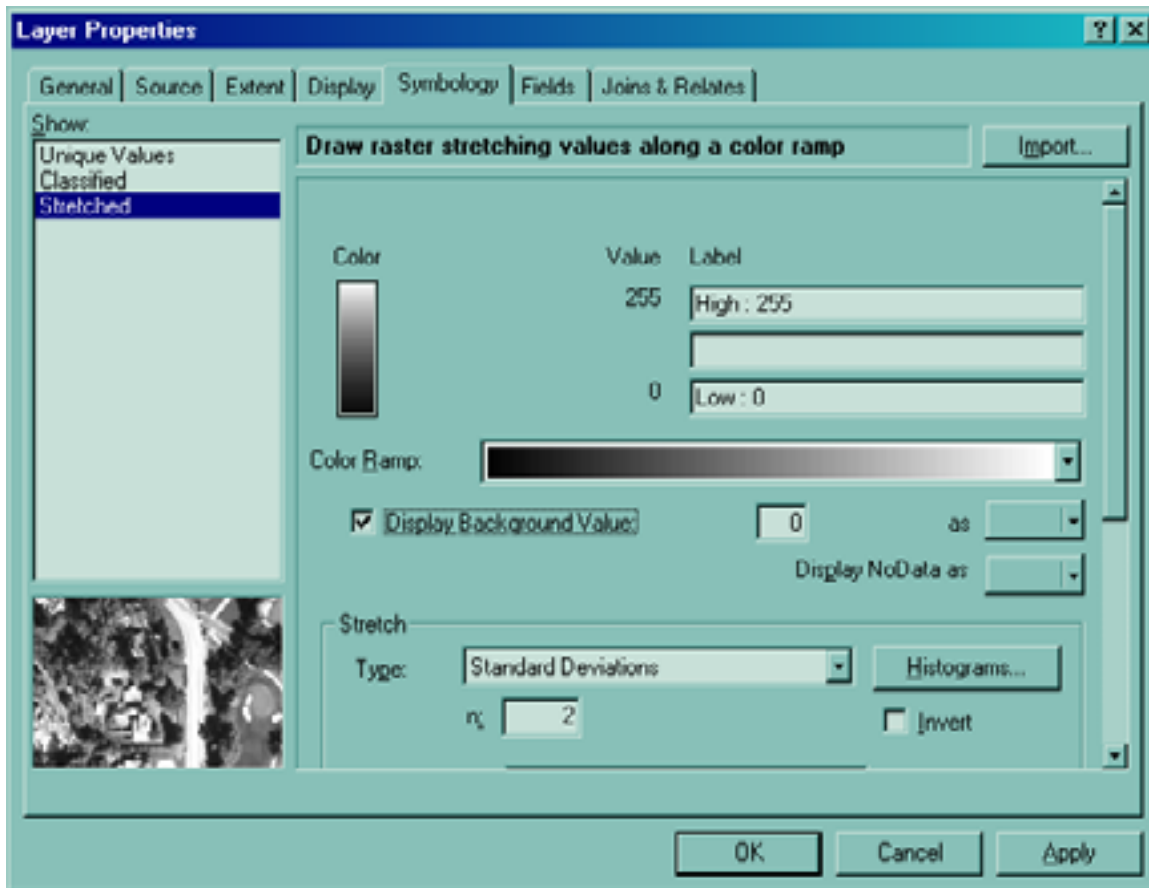 Layer Properties
General Source Extent Display Symbology Fields Joins & Relates
Show:
Unique Values
Classified
Stretched
Draw raster stretching values along a color ramp
Import...
Color Value Label
255 High : 255
0 Low : 0
Color Ramp:
Display Background Value: 0 as
Display NoData as
Stretch
Type: Standard Deviations Histograms...
n: 2 Invert
OK Cancel Apply